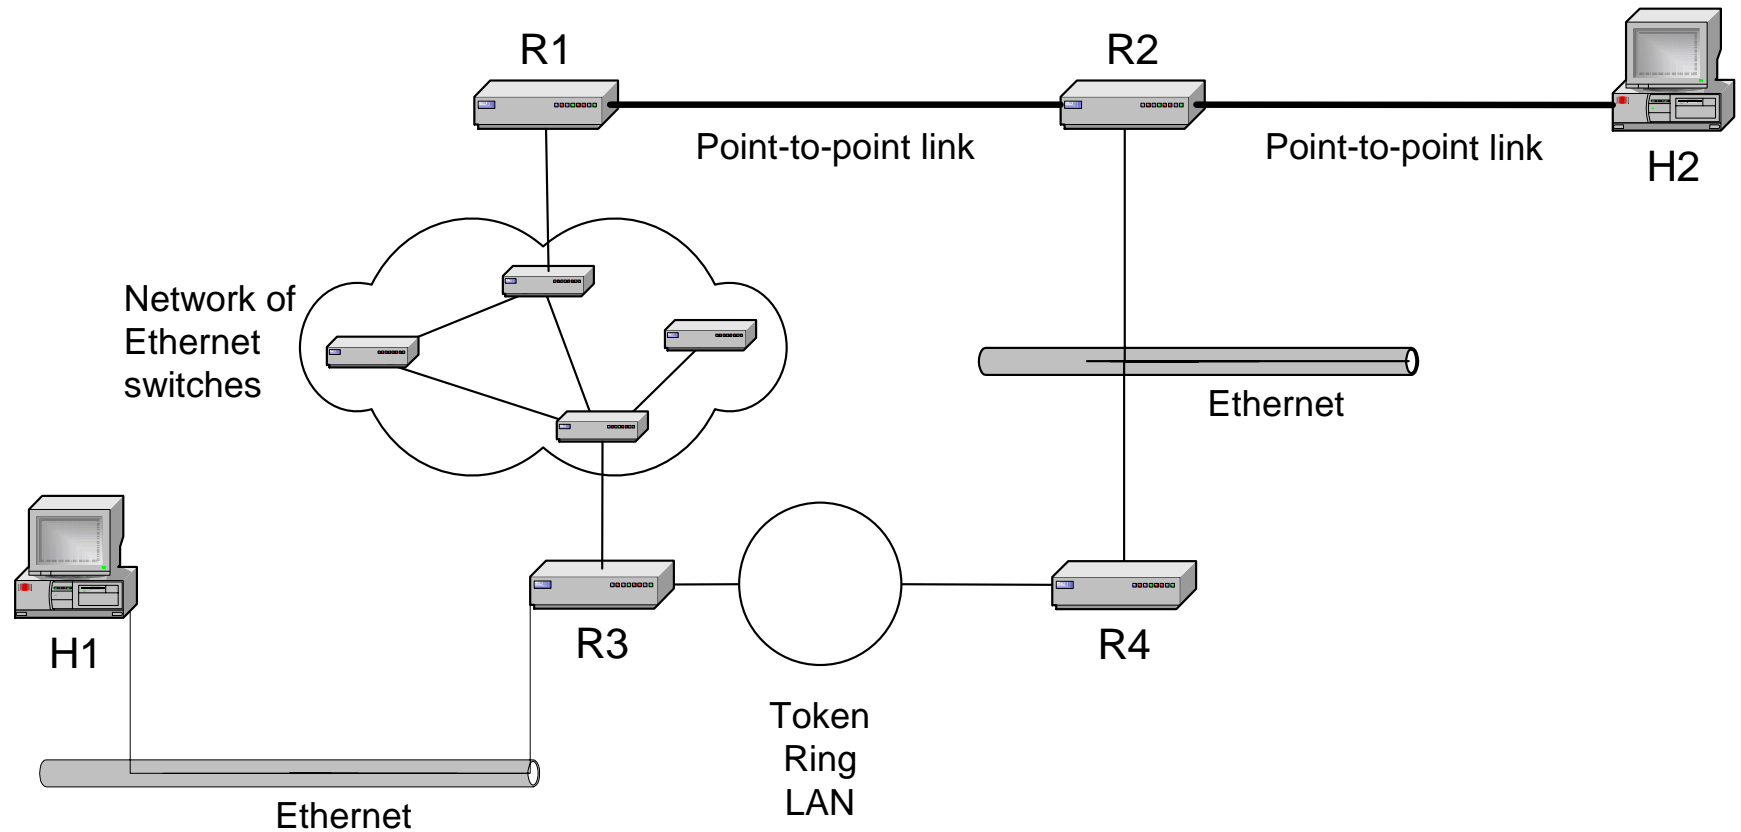 R1
R2
Point-to-point link
Point-to-point link
H2
Network of
Ethernet
switches
Ethernet
H1
R3
R4
Token
Ring
LAN
Ethernet